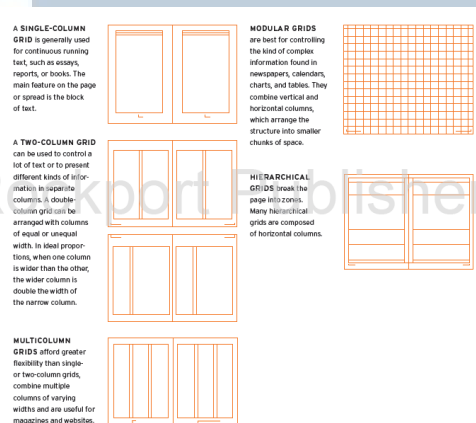 A SINGLE-COLUMN
GRID is generally used
for continuous running
text, such as essays,
reports, or books. The
main feature on the page
or spread is the block
of text.
A TWO-COLUMN GRID
can be used to control a
lot of text or to present
different kinds of infor-
mation in separate
columns. A double-
column grid can be
arranged with columns
of equal or unequal
width. In ideal propor-
tions, when one column
is wider than the other,
the wider column is
double the width of
the narrow column.
MULTICOLUMN
GRIDS afford greater
flexibility than single-
or two-column grids,
combine multiple
columns of varying
widths and are useful for
magazines and websites.
MODULAR GRIDS
are best for controlling
the kind of complex
information found in
newspapers, calendars,
charts, and tables. They
combine vertical and
horizontal columns,
which arrange the
structure into smaller
chunks of space.
HIERARCHICAL
GRIDS break the
page into zones.
Many hierarchical
grids are composed
of horizontal columns.
ockport Publishe